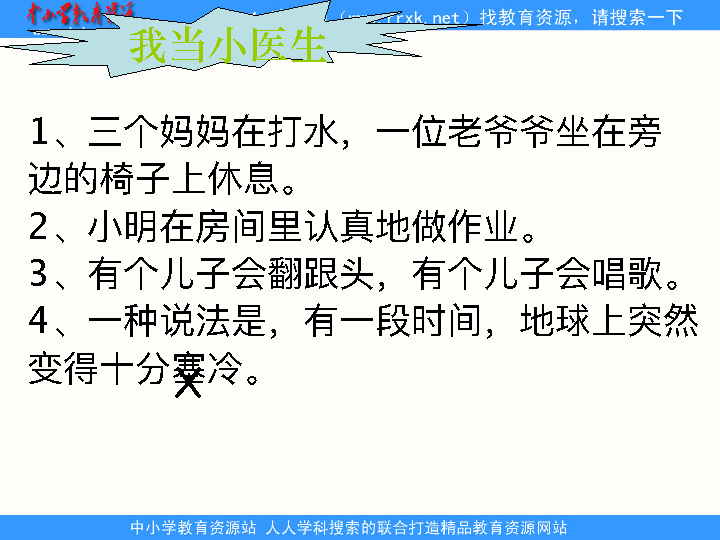 中小学教育资源
（www.rrxk.net）找教育资源，请搜索一下
我当小医生
1、三个妈妈在打水，一位老爷爷坐在旁
边的椅子上休息。
2、小明在房间里认真地做作业。
3、有个儿子会翻跟头，有个儿子会唱歌。
4、一种说法是，有一段时间，地球上突然
变得十分塞冷。
中小学教育资源站 人人学科搜索的联合打造精品教育资源网站